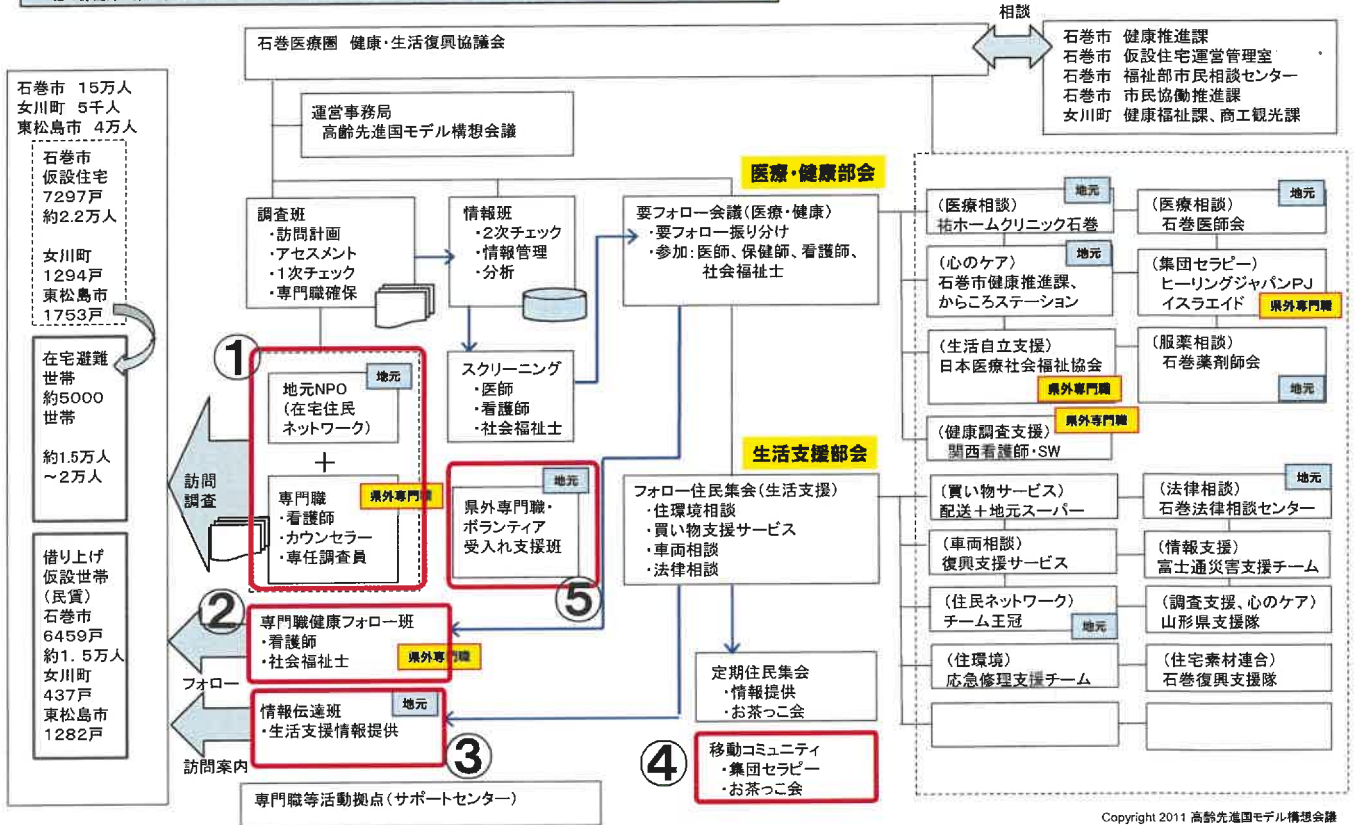 相談
石巻医療圏 健康・生活復興協議会
石巻市 健康推進課
石巻市 仮設住宅運営管理室
石巻市 福祉部市民相談センター
石巻市 市民協働推進課
女川町 健康福祉課、商工観光課
石巻市 15万人
女川町 5千人
東松島市 4万人
石巻市
仮設住宅
7297戸
約2.2万人
女川町
1294戸
東松島市
1753戸
在宅避難
世帯
約5000
世帯
約1.5万人
~2万人
借り上げ
仮設世帯
(民賃)
石巻市
6459戸
約1.5万人
女川町
437戸
東松島市
1282戸
運営事務局
高齢先進国モデル構想会議
調査班
・訪問計画
・アセスメント
・1次チェック
・専門職確保
情報班
・2次チェック
・情報管理
・分析
スクリーニング
・医師
・看護師
・社会福祉士
①
地元
地元NPO
(在宅住民
ネットワーク)
+
専門職
・看護師
・カウンセラー
・専任調査員
県外専門職
訪問
調査
地元
県外専門職・
ボランティア
受入れ支援班
⑤
②
専門職健康フォロー班
・看護師
・社会福祉士
県外専門職
フォロー
情報伝達班
・生活支援情報提供
地元
③
訪問案内
専門職等活動拠点(サポートセンター)
医療・健康部会
要フォロー会議(医療・健康)
・要フォロー振り分け
・参加:医師、保健師、看護師、
社会福祉士
生活支援部会
フォロー住民集会(生活支援)
・住環境相談
・買い物支援サービス
・車両相談
・法律相談
定期住民集会
・情報提供
・お茶っこ会
④
移動コミュニティ
・集団セラピー
・お茶っこ会
(医療相談)
祐ホームクリニック石巻
地元
(医療相談)
石巻医師会
地元
(心のケア)
石巻市健康推進課、
からころステーション
地元
(集団セラピー)
ヒーリングジャパンPJ
イスラエイド
県外専門職
(生活自立支援)
日本医療社会福祉協会
県外専門職
(服薬相談)
石巻薬剤師会
地元
(健康調査支援)
関西看護師・SW
県外専門職
(買い物サービス)
配送+地元スーパー
(法律相談)
石巻法律相談センター
地元
(車両相談)
復興支援サービス
(情報支援)
富士通災害支援チーム
(住民ネットワーク)
チーム王冠
地元
(調査支援、心のケア)
山形県支援隊
(住環境)
応急修理支援チーム
(住宅素材連合)
石巻復興支援隊
Copyright 2011 高齢先進国モデル構想会議